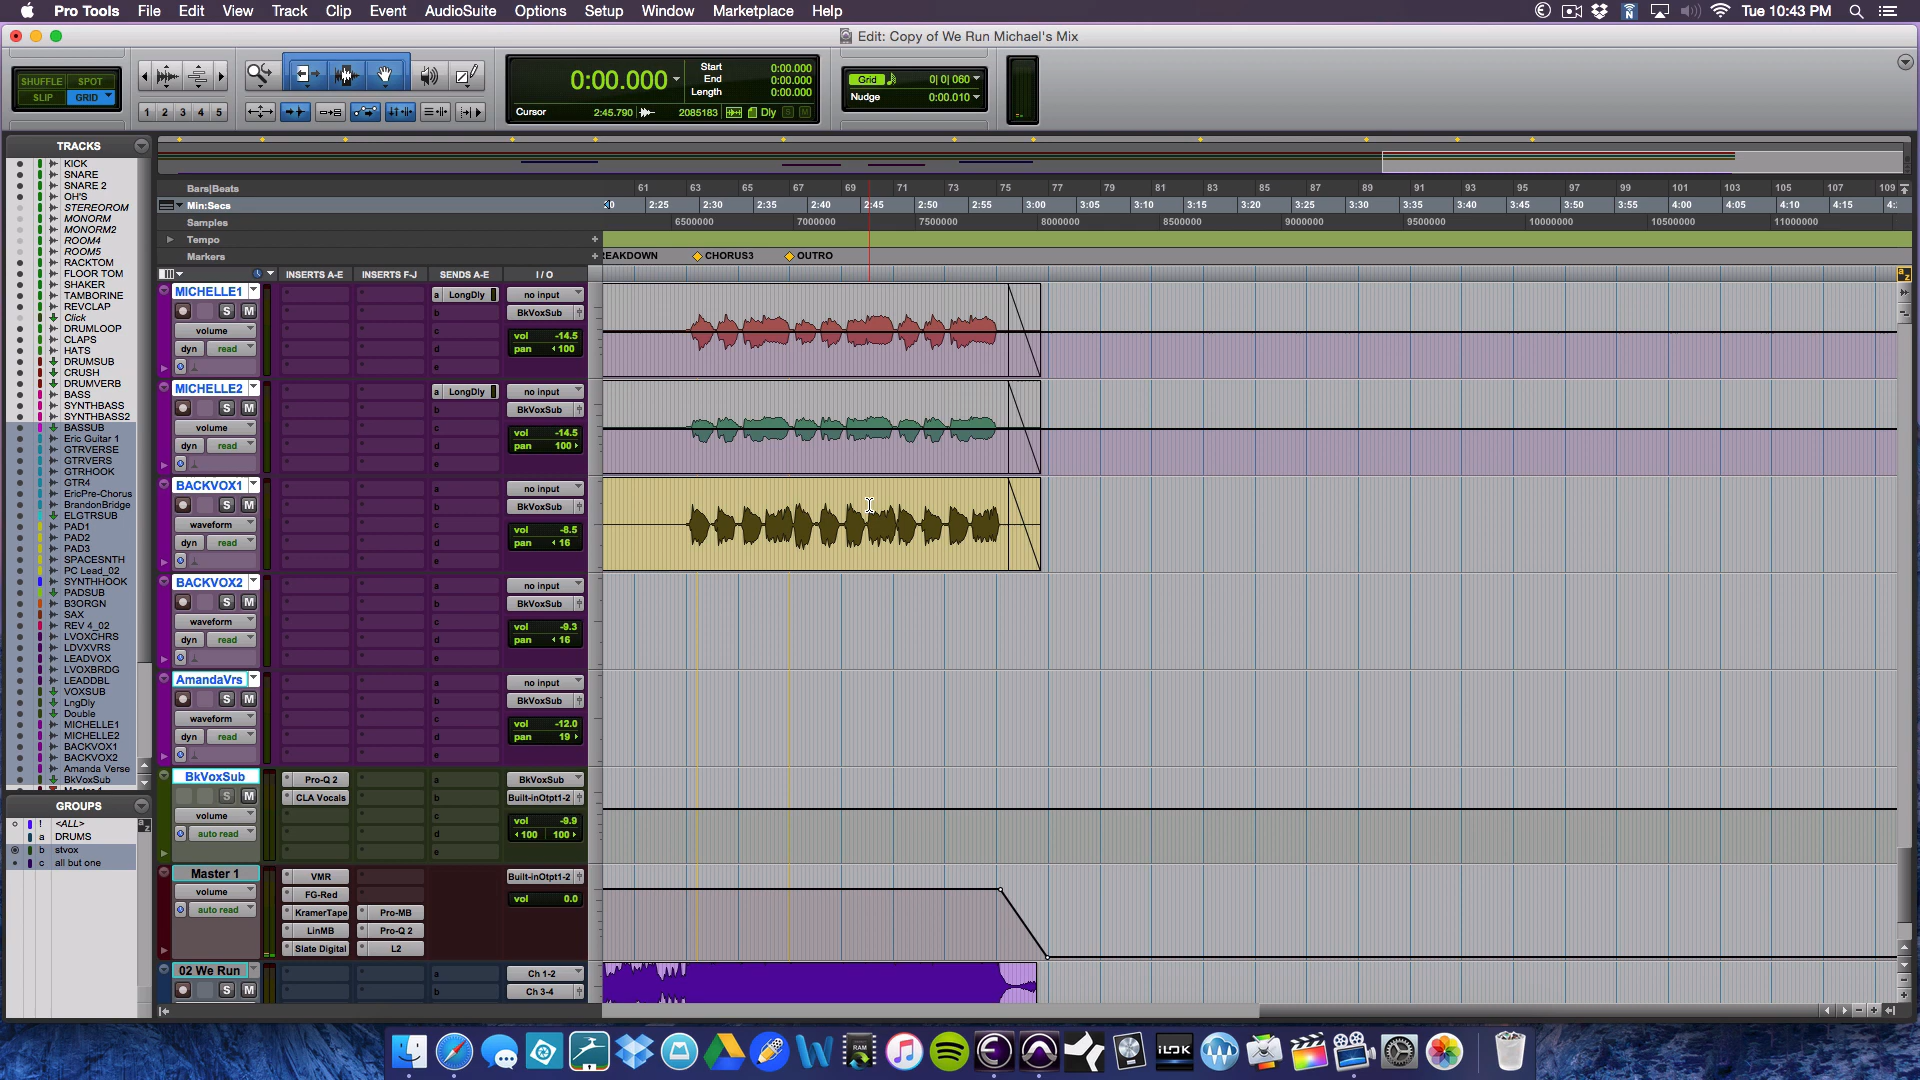 Pro Tools File Edit View Track Clip Event AudioSuite Options Setup Window Marketplace Help Tue 10:43 PM
Edit: Copy of We Run Michael's Mix
SHUFFLE SPOT
SLIP GRID
1 2 3 4 5
0:00.000
Start 0:00.000
End 0:00.000
Length 0:00.000
Cursor 2:45.790 2085183 Dly S M
Grid 0| 0| 060
Nudge 0:00.010
TRACKS
KICK
SNARE
SNARE 2
OH'S
STEREOROM
MONORM
MONORM2
ROOM4
ROOM5
RACKTOM
FLOOR TOM
SHAKER
TAMBORINE
REVCLAP
Click
DRUMLOOP
CLAPS
HATS
DRUMSUB
CRUSH
DRUMVERB
BASS
SYNTHBASS
SYNTHBASS2
BASSUB
Eric Guitar 1
GTRVERSE
GTRVERS
GTRHOOK
GTR4
EricPre-Chorus
BrandonBridge
ELGTRSUB
PAD1
PAD2
PAD3
SPACESNTH
PC Lead_02
SYNTHHOOK
PADSUB
B3ORGN
SAX
REV 4_02
LVOXCHRS
LDVXVRS
LEADVOX
LVOXBRDG
LEADDBL
VOXSUB
LngDly
Double
MICHELLE1
MICHELLE2
BACKVOX1
BACKVOX2
Amanda Verse
BkVoxSub
GROUPS
! <ALL>
a DRUMS
b stvox
c all but one
Bars|Beats 61 63 65 67 69 71 73 75 77 79 81 83 85 87 89 91 93 95 97 99 101 103 105 107 109
Min:Secs 2:25 2:30 2:35 2:40 2:45 2:50 2:55 3:00 3:05 3:10 3:15 3:20 3:25 3:30 3:35 3:40 3:45 3:50 3:55 4:00 4:05 4:10 4:15 4:
Samples 6500000 7000000 7500000 8000000 8500000 9000000 9500000 10000000 10500000 11000000
Tempo
Markers REAKDOWN CHORUS3 OUTRO
INSERTS A-E INSERTS F-J SENDS A-E I / O
MICHELLE1 a LongDly no input
S M b BkVoxSub
volume c vol -14.5
dyn read d pan ‹100
e
MICHELLE2 a LongDly no input
S M b BkVoxSub
volume c vol -14.5
dyn read d pan 100›
e
BACKVOX1 a no input
S M b BkVoxSub
waveform c vol -8.5
dyn read d pan ‹16
e
BACKVOX2 a no input
S M b BkVoxSub
waveform c vol -9.3
dyn read d pan ‹16
e
AmandaVrs a no input
S M b BkVoxSub
waveform c vol -12.0
dyn read d pan 19›
e
BkVoxSub Pro-Q 2 a BkVoxSub
S M CLA Vocals b Built-inOtpt1-2
volume c vol -9.9
auto read d ‹100 100›
e
Master 1 VMR Built-inOtpt1-2
volume FG-Red vol 0.0
auto read KramerTape Pro-MB
LinMB Pro-Q 2
Slate Digital L2
02 We Run a Ch 1-2
S M b Ch 3-4
RAM
iLOK